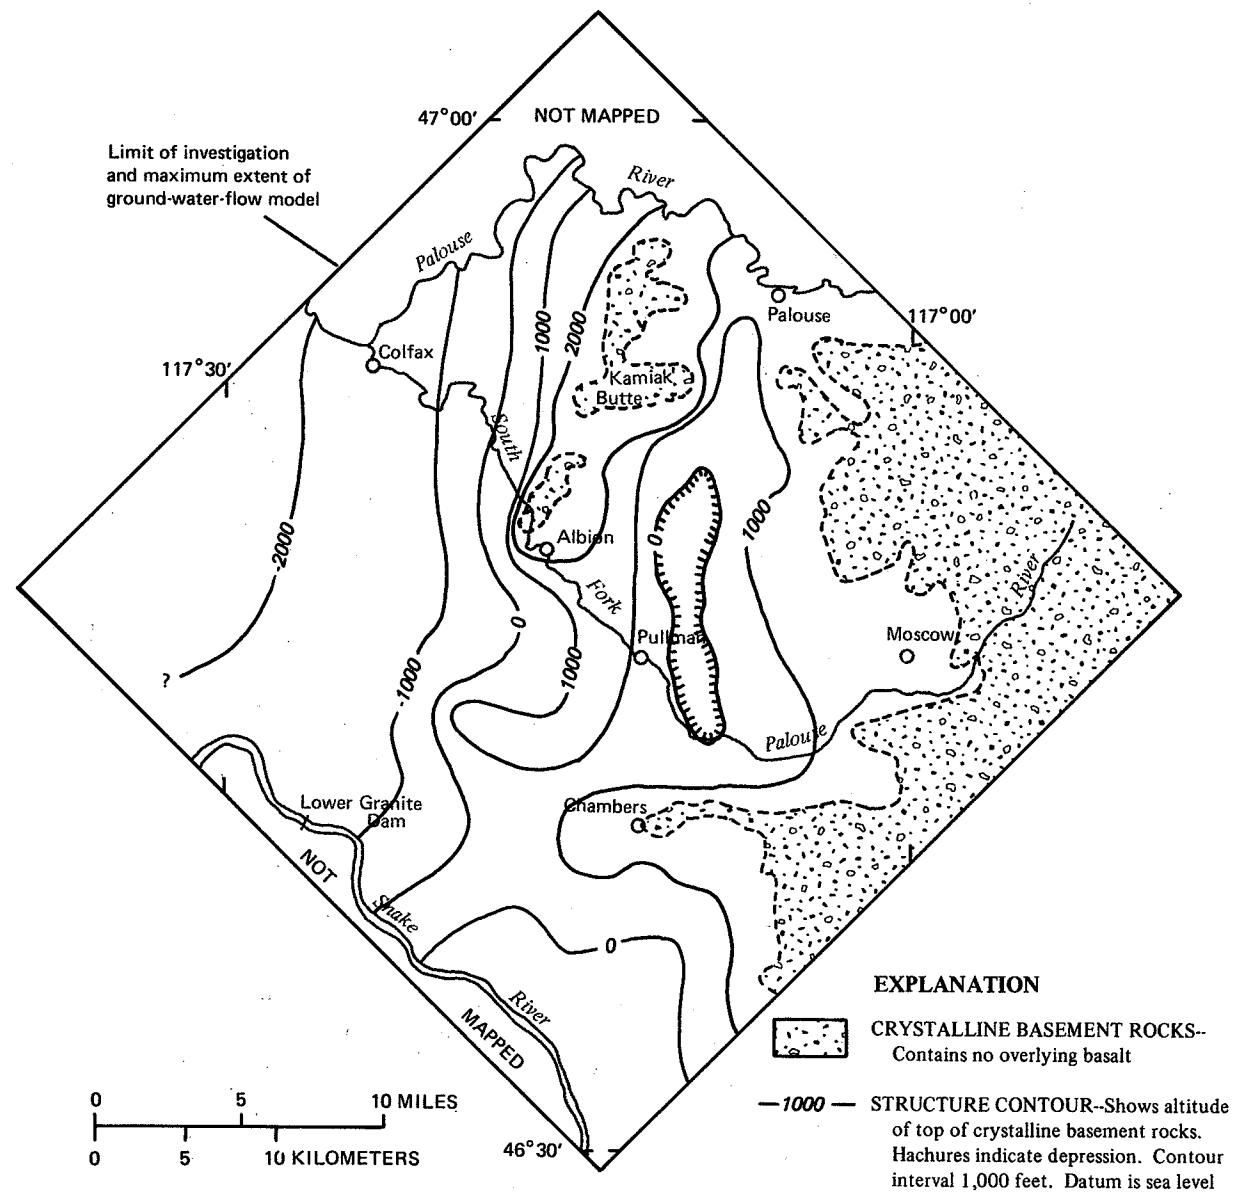 47°00′
NOT MAPPED
Limit of investigation
and maximum extent of
ground-water-flow model
River
Palouse
117°00′
Palouse
1000
2000
Colfax
117°30′
Kamiak
Butte
South
1000
0
Albion
-2000
Fork
River
0
Pullman
Moscow
1000
-1000
?
Palouse
Lower Granite
Dam
Chambers
NOT
Snake
0
EXPLANATION
River
MAPPED
CRYSTALLINE BASEMENT ROCKS--
Contains no overlying basalt
0 5 10 MILES
0 5 10 KILOMETERS
46°30′
—1000— STRUCTURE CONTOUR--Shows altitude
of top of crystalline basement rocks.
Hachures indicate depression. Contour
interval 1,000 feet. Datum is sea level